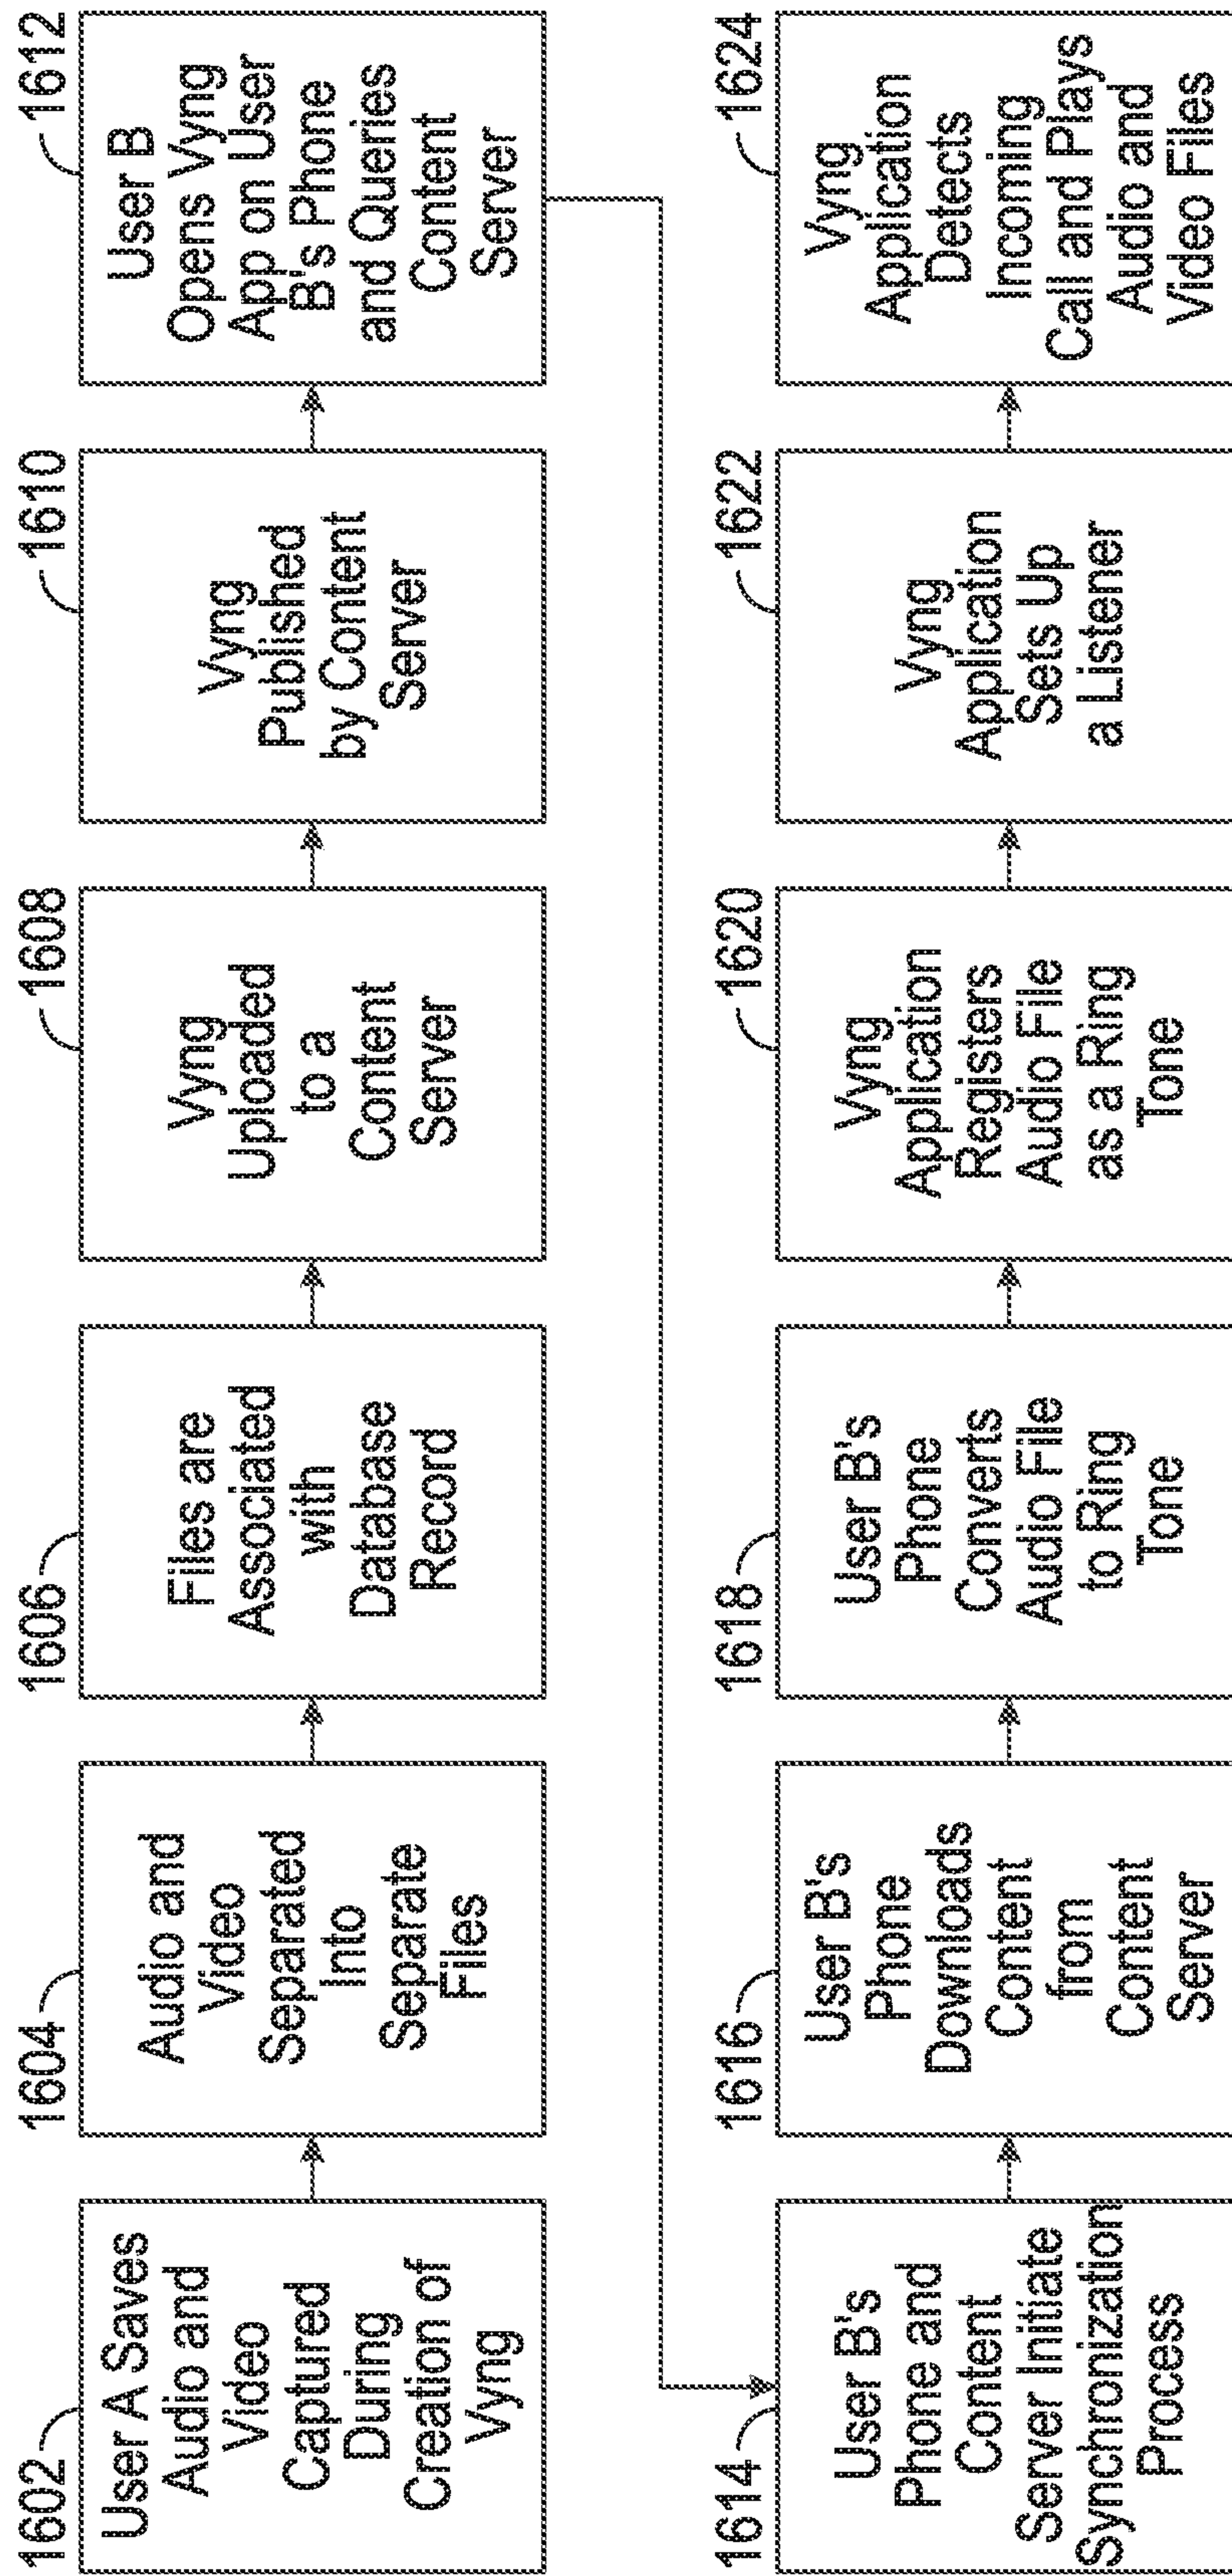 1602
User A Saves
Audio and
Video
Captured
During
Creation of
Vyng
1604
Audio and
Video
Separated
Into
Separate
Files
1606
Files are
Associated
with
Database
Record
1608
Vyng
Uploaded
to a
Content
Server
1610
Vyng
Published
by Content
Server
1612
User B
Opens Vyng
App on User
B's Phone
and Queries
Content
Server
1614
User B's
Phone and
Content
Server Initiate
Synchronization
Process
1616
User B's
Phone
Downloads
Content
from
Content
Server
1618
User B's
Phone
Converts
Audio File
to Ring
Tone
1620
Vyng
Application
Registers
Audio File
as a Ring
Tone
1622
Vyng
Application
Sets Up
a Listener
1624
Vyng
Application
Detects
Incoming
Call and Plays
Audio and
Video Files